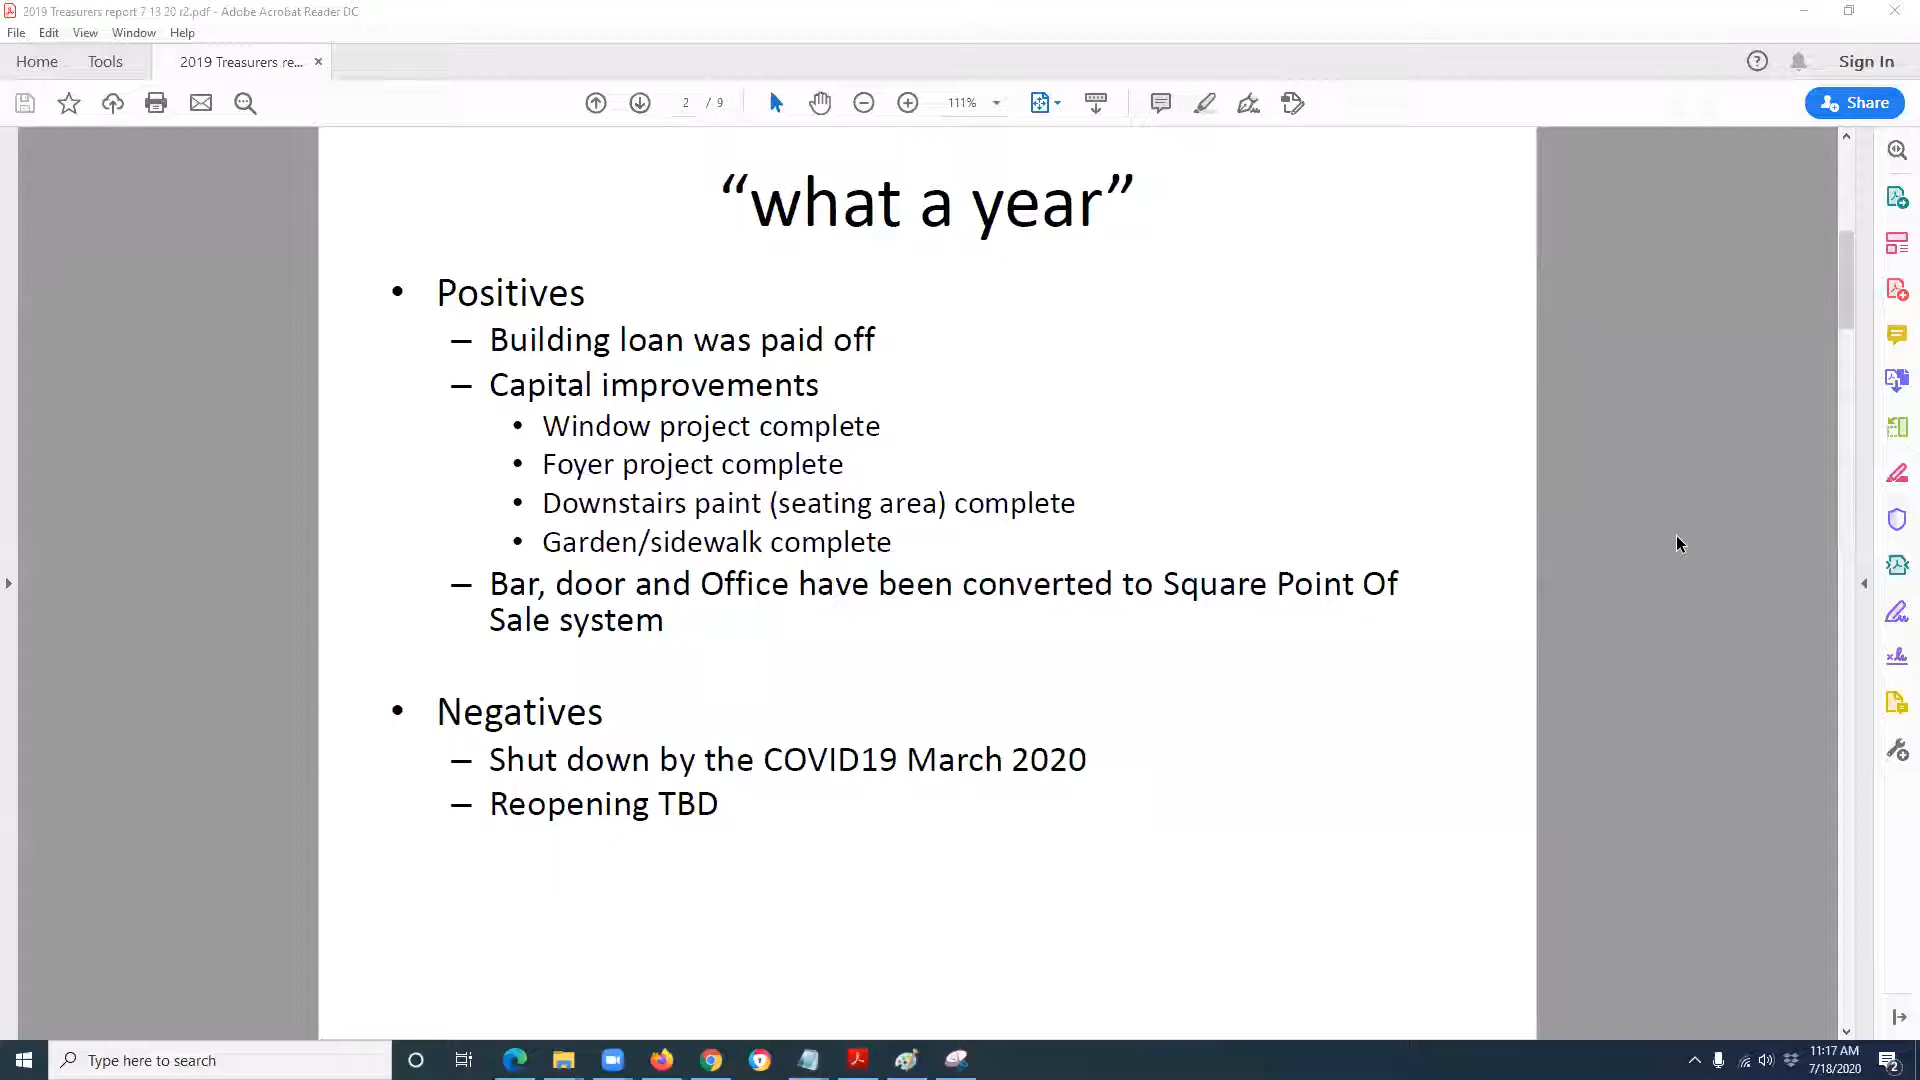 2019 Treasurers report 7 13 20 r2.pdf - Adobe Acrobat Reader DC
File Edit View Window Help
Home Tools 2019 Treasurers re... Sign In
2 / 9 111% Share
“what a year”
• Positives
– Building loan was paid off
– Capital improvements
• Window project complete
• Foyer project complete
• Downstairs paint (seating area) complete
• Garden/sidewalk complete
– Bar, door and Office have been converted to Square Point Of
Sale system
• Negatives
– Shut down by the COVID19 March 2020
– Reopening TBD
Type here to search
11:17 AM
7/18/2020
2